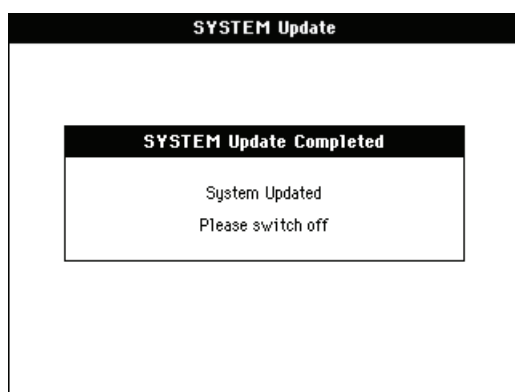 SYSTEM Update
SYSTEM Update Completed
System Updated
Please switch off